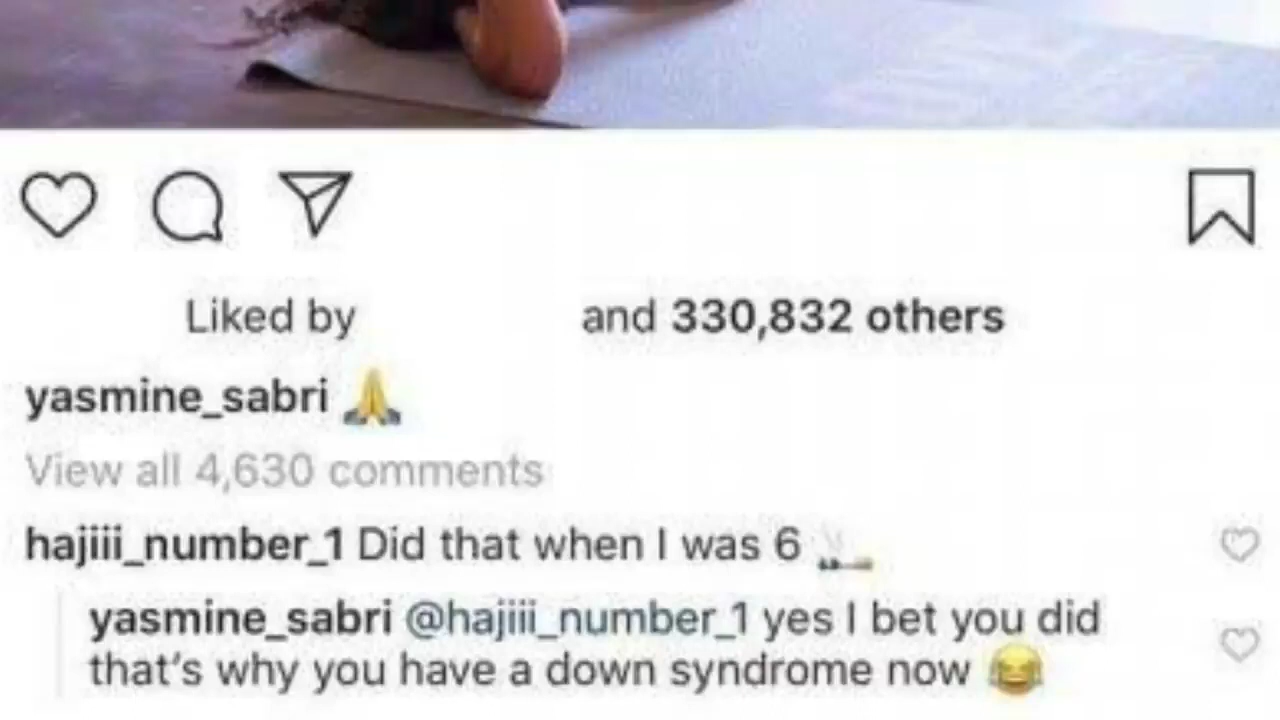 Liked by and 330,832 others
yasmine_sabri 🙏
View all 4,630 comments
hajiii_number_1 Did that when I was 6 🚬
yasmine_sabri @hajiii_number_1 yes I bet you did
that's why you have a down syndrome now 😂